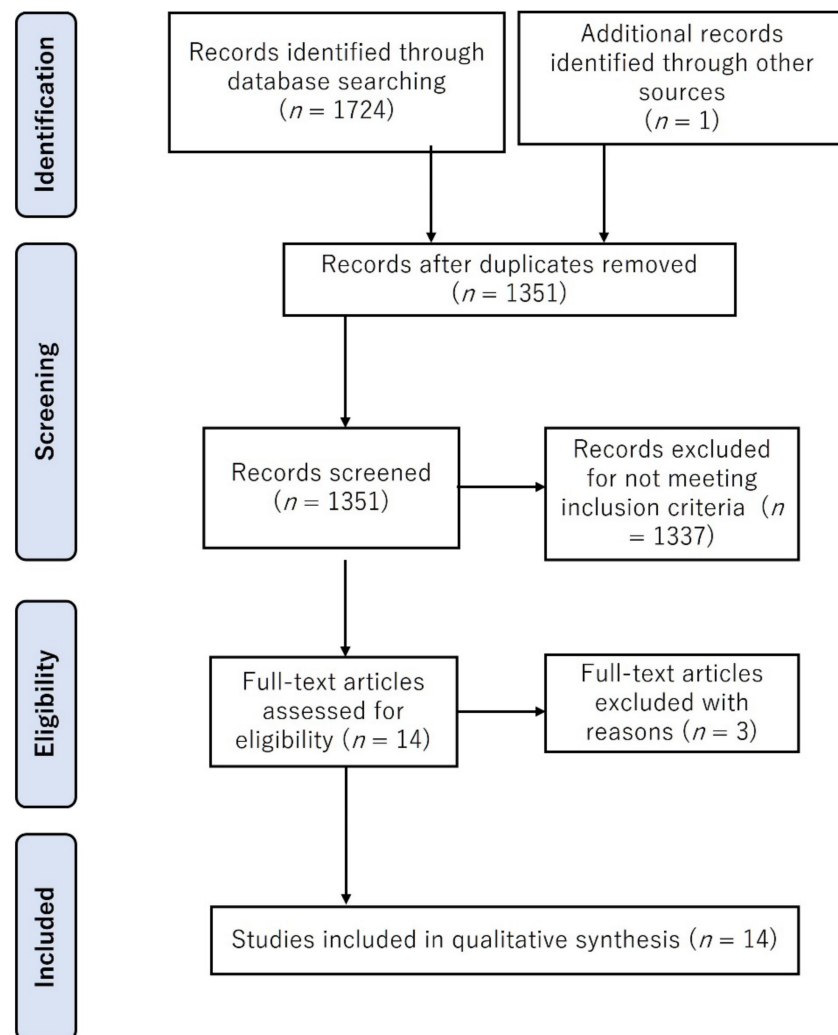 Identification
Records identified through
database searching
(n = 1724)
Additional records
identified through other
sources
(n = 1)
Screening
Records after duplicates removed
(n = 1351)
Records screened
(n = 1351)
Records excluded
for not meeting
inclusion criteria (n
= 1337)
Eligibility
Full-text articles
assessed for
eligibility (n = 14)
Full-text articles
excluded with
reasons (n = 3)
Included
Studies included in qualitative synthesis (n = 14)